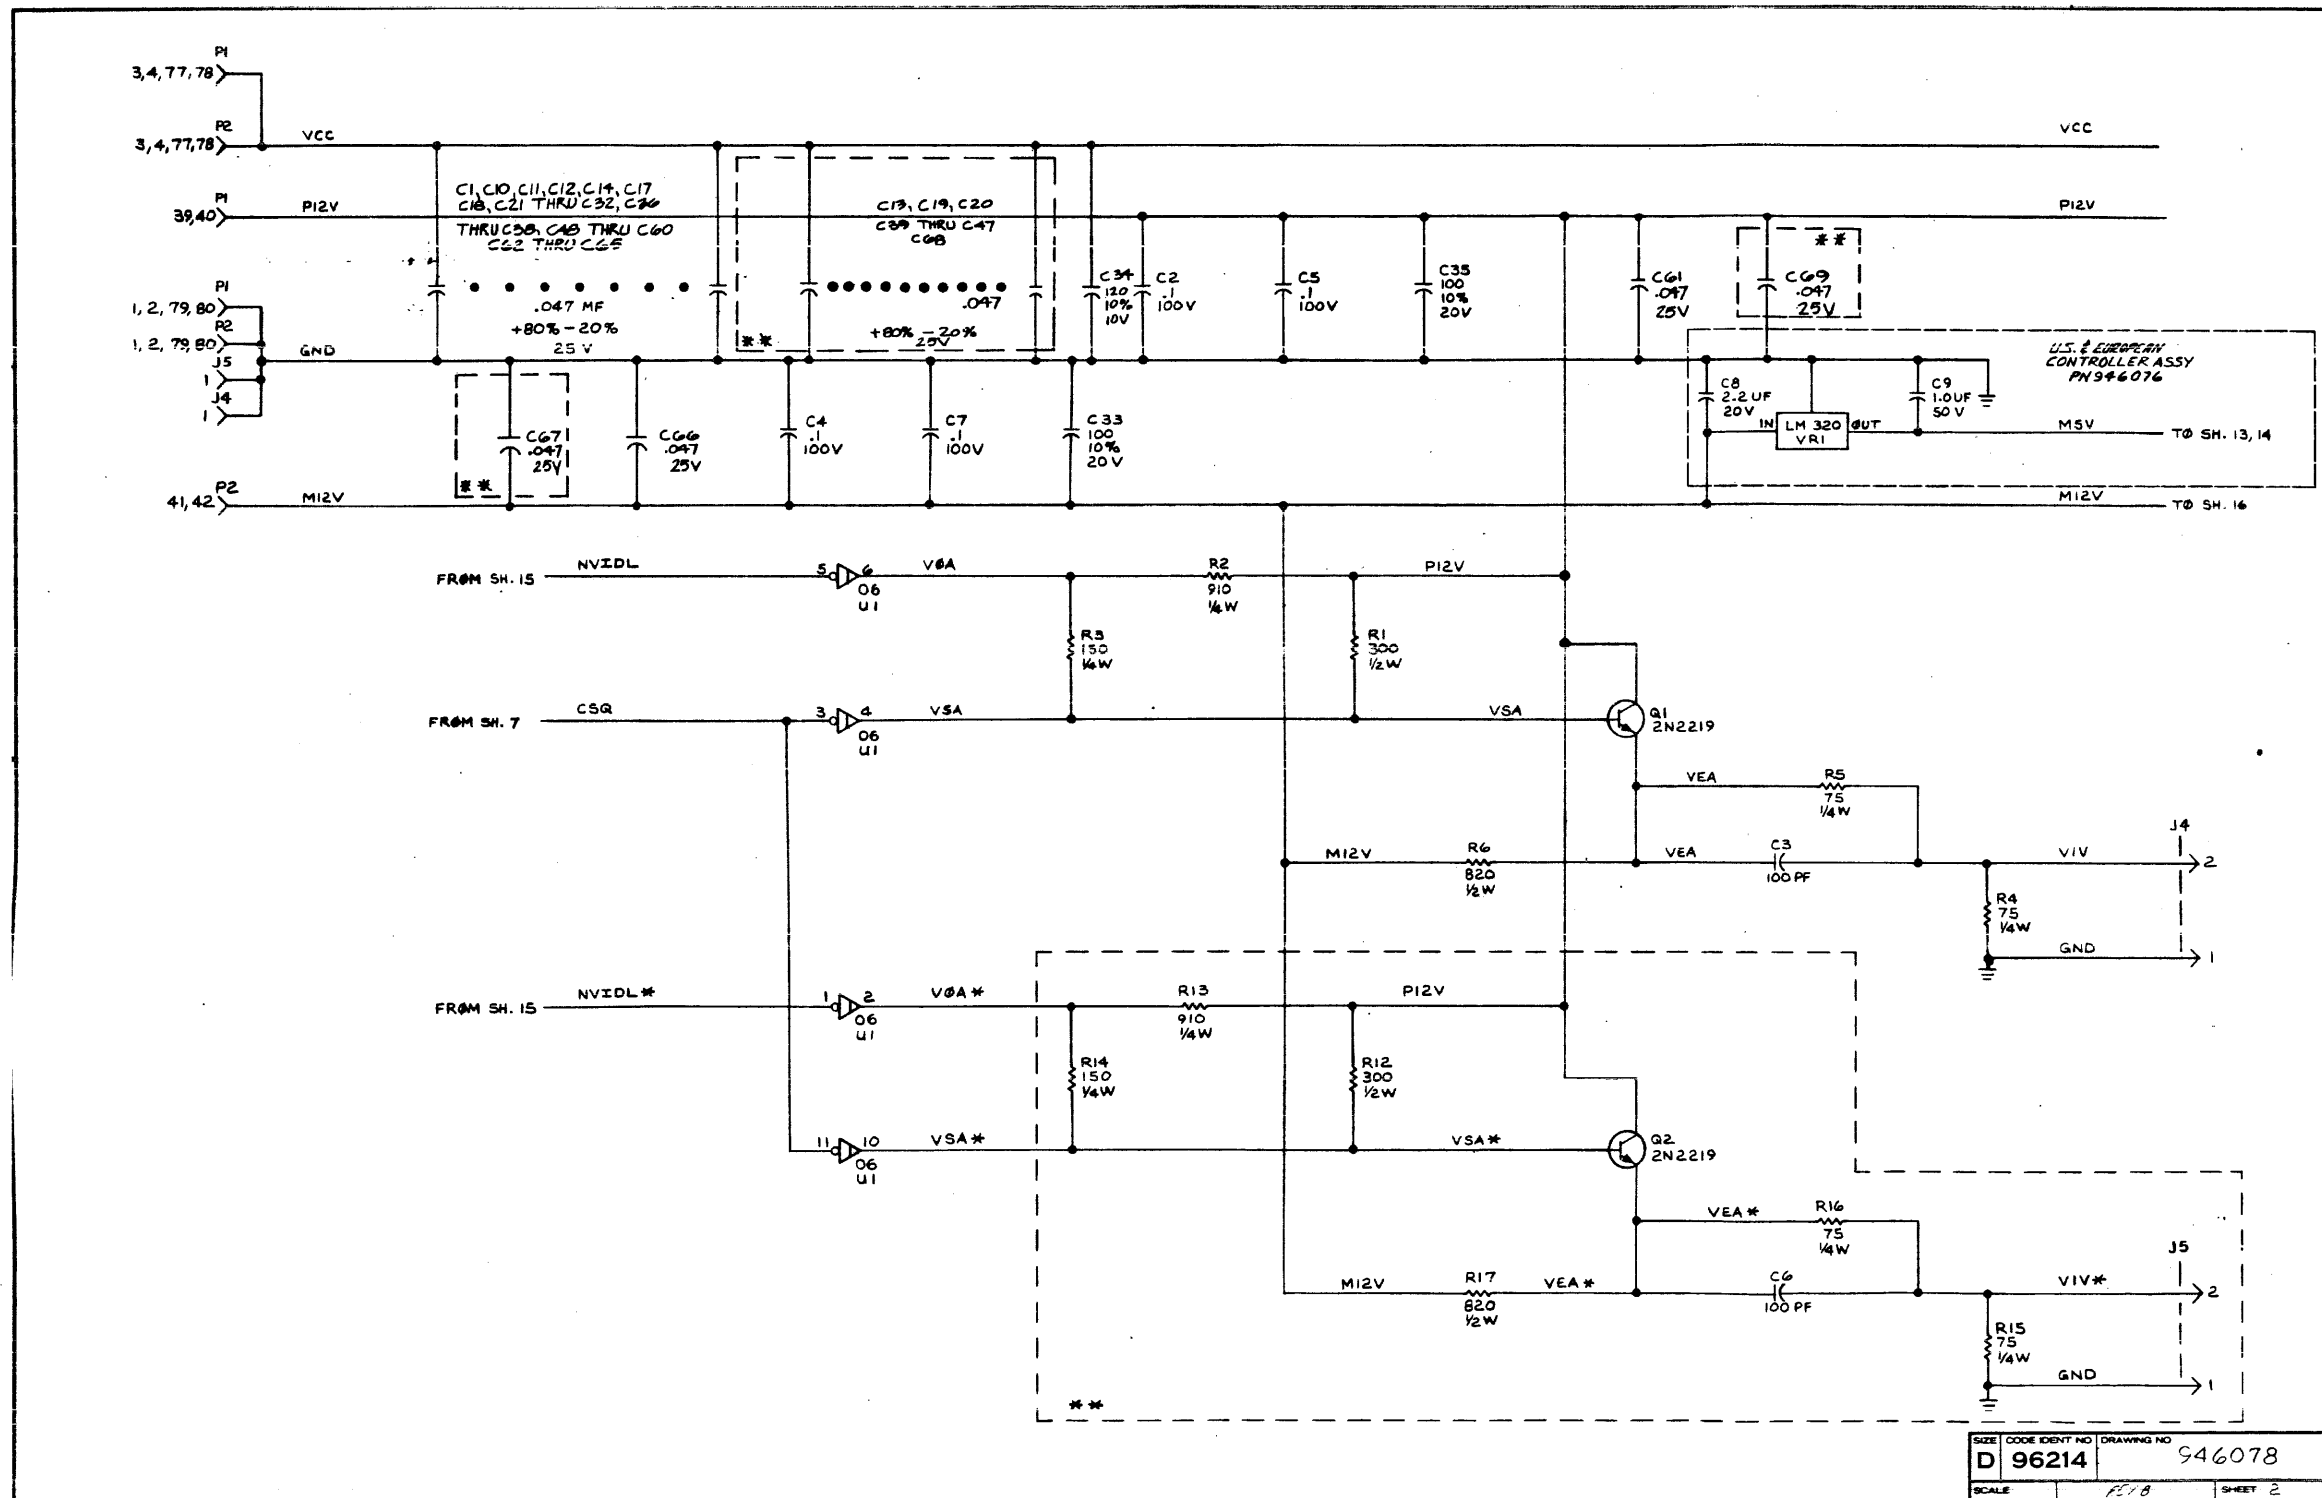 P1
3,4,77,78
P2
3,4,77,78
VCC
VCC
P1
39,40
P12V
P12V
C1, C10, C11, C12, C14, C17
C18, C21 THRU C32, C36
THRU C38, C48 THRU C60
C62 THRU C65
.047 MF
+80% -20%
25 V
C13, C19, C20
C39 THRU C47
C68
.047
+80% -20%
25V
**
C34
120
10%
10V
C2
.1
100V
C5
.1
100V
C35
100
10%
20V
C61
.047
25V
**
C69
.047
25V
P1
1, 2, 79, 80
P2
1, 2, 79, 80
GND
J5
1
J4
1
C67
.047
25V
**
C66
.047
25V
C4
.1
100V
C7
.1
100V
C33
100
10%
20V
U.S. & EUROPEAN
CONTROLLER ASSY
PN 946076
C8
2.2 UF
20V
IN
LM 320
VR1
ØUT
C9
1.0 UF
50 V
M5V
TØ SH. 13, 14
P2
41, 42
M12V
M12V
TØ SH. 16
FRØM SH. 15
NVIDL
5
6
06
U1
VØA
R2
910
1/4W
P12V
R3
150
1/4W
R1
300
1/2W
FRØM SH. 7
CSQ
3
4
06
U1
VSA
VSA
Q1
2N2219
VEA
R5
75
1/4W
M12V
R6
820
1/2W
VEA
C3
100 PF
VIV
J4
2
R4
75
1/4W
GND
1
FRØM SH. 15
NVIDL*
1
2
06
U1
VØA*
R13
910
1/4W
P12V
R14
150
1/4W
R12
300
1/2W
11
10
06
U1
VSA*
VSA*
Q2
2N2219
VEA*
R16
75
1/4W
M12V
R17
820
1/2W
VEA*
C6
100 PF
VIV*
J5
2
R15
75
1/4W
GND
1
**
SIZE
D
CODE IDENT NO
96214
DRAWING NO
946078
SCALE
SHEET 2